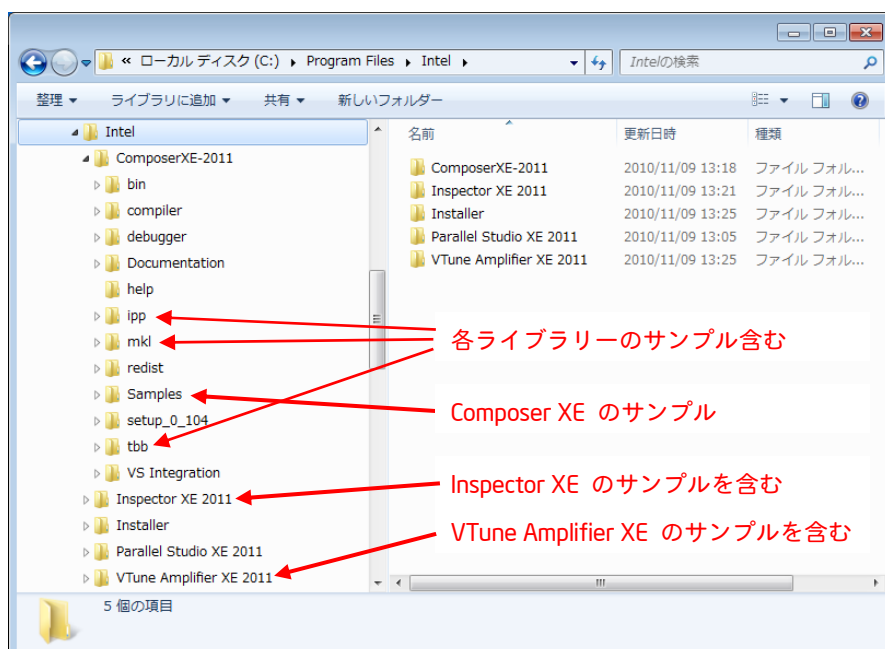 « ローカル ディスク (C:) ▸ Program Files ▸ Intel ▸
Intelの検索
整理 ▼ ライブラリに追加 ▼ 共有 ▼ 新しいフォルダー
Intel
ComposerXE-2011
bin
compiler
debugger
Documentation
help
ipp
mkl
redist
Samples
setup_0_104
tbb
VS Integration
Inspector XE 2011
Installer
Parallel Studio XE 2011
VTune Amplifier XE 2011
名前 更新日時 種類
ComposerXE-2011 2010/11/09 13:18 ファイル フォル...
Inspector XE 2011 2010/11/09 13:21 ファイル フォル...
Installer 2010/11/09 13:25 ファイル フォル...
Parallel Studio XE 2011 2010/11/09 13:05 ファイル フォル...
VTune Amplifier XE 2011 2010/11/09 13:25 ファイル フォル...
各ライブラリーのサンプル含む
Composer XE のサンプル
Inspector XE のサンプルを含む
VTune Amplifier XE のサンプルを含む
5 個の項目